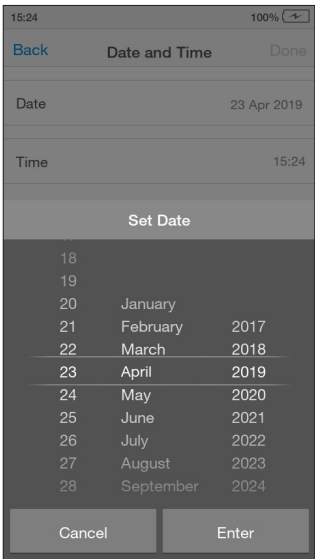 15:24 100%
Back Date and Time Done
Date 23 Apr 2019
Time 15:24
Set Date
18
19
20 January
21 February 2017
22 March 2018
23 April 2019
24 May 2020
25 June 2021
26 July 2022
27 August 2023
28 September 2024
Cancel Enter